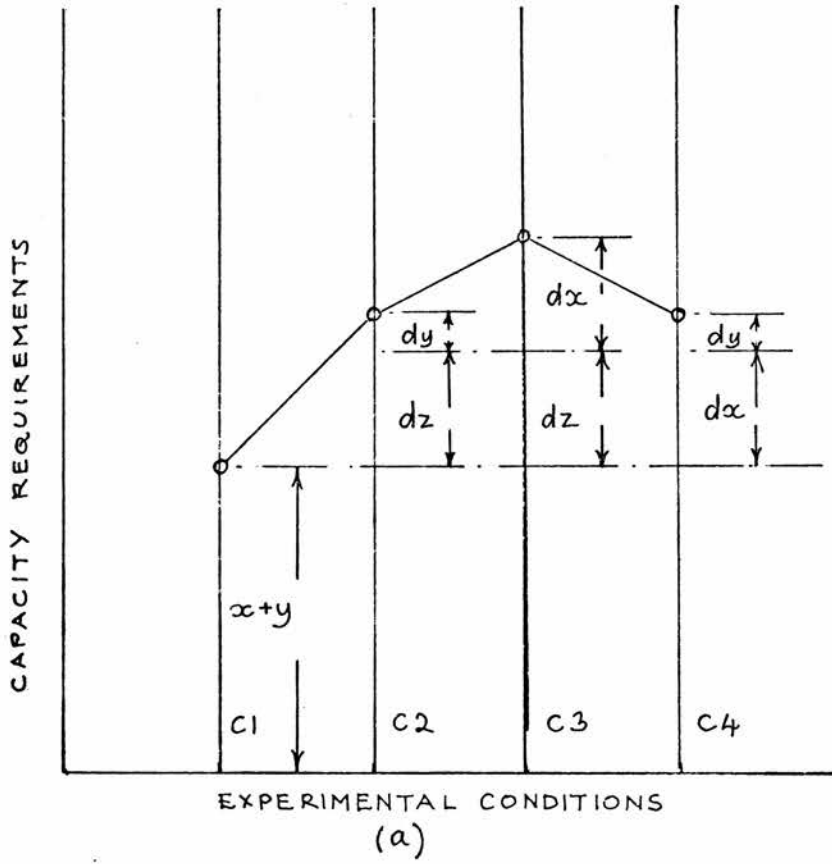 CAPACITY REQUIREMENTS
dx
dy
dy
dz
dz
dx
x+y
C1
C2
C3
C4
EXPERIMENTAL CONDITIONS
(a)